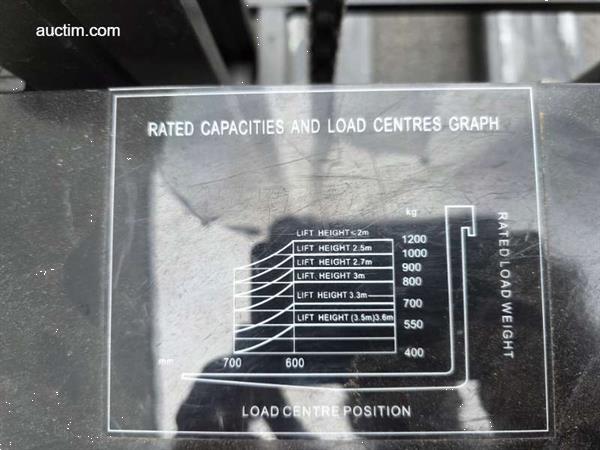 auctim.com
RATED CAPACITIES AND LOAD CENTRES GRAPH
kg
LIFT HEIGHT≤2m 1200
LIFT HEIGHT 2.5m 1000
LIFT HEIGHT 2.7m 900
LIFT HEIGHT 3m 800
LIFT HEIGHT 3.3m 700
LIFT HEIGHT (3.5m)3.6m 550
400
mm 700 600
RATED LOAD WEIGHT
LOAD CENTRE POSITION